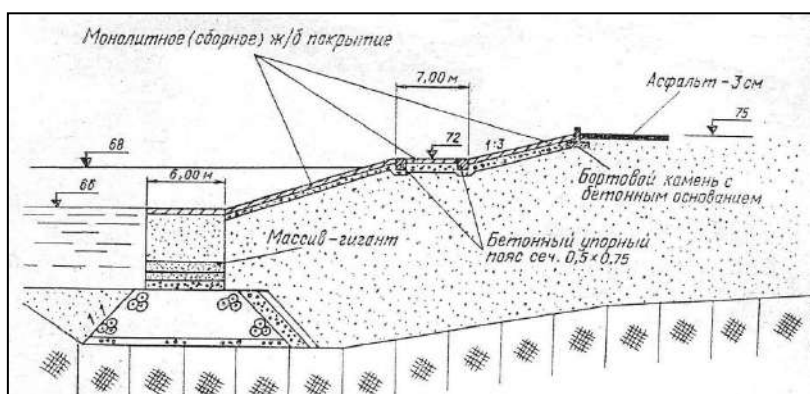 Монолитное (сборное) ж/б покрытие
7,00 м
Асфальт – 3 см
68
72
1:3
75
66
6,00 м
Бортовой камень с
бетонным основанием
Массив-гигант
Бетонный упорный
пояс сеч. 0,5×0.75
1:1